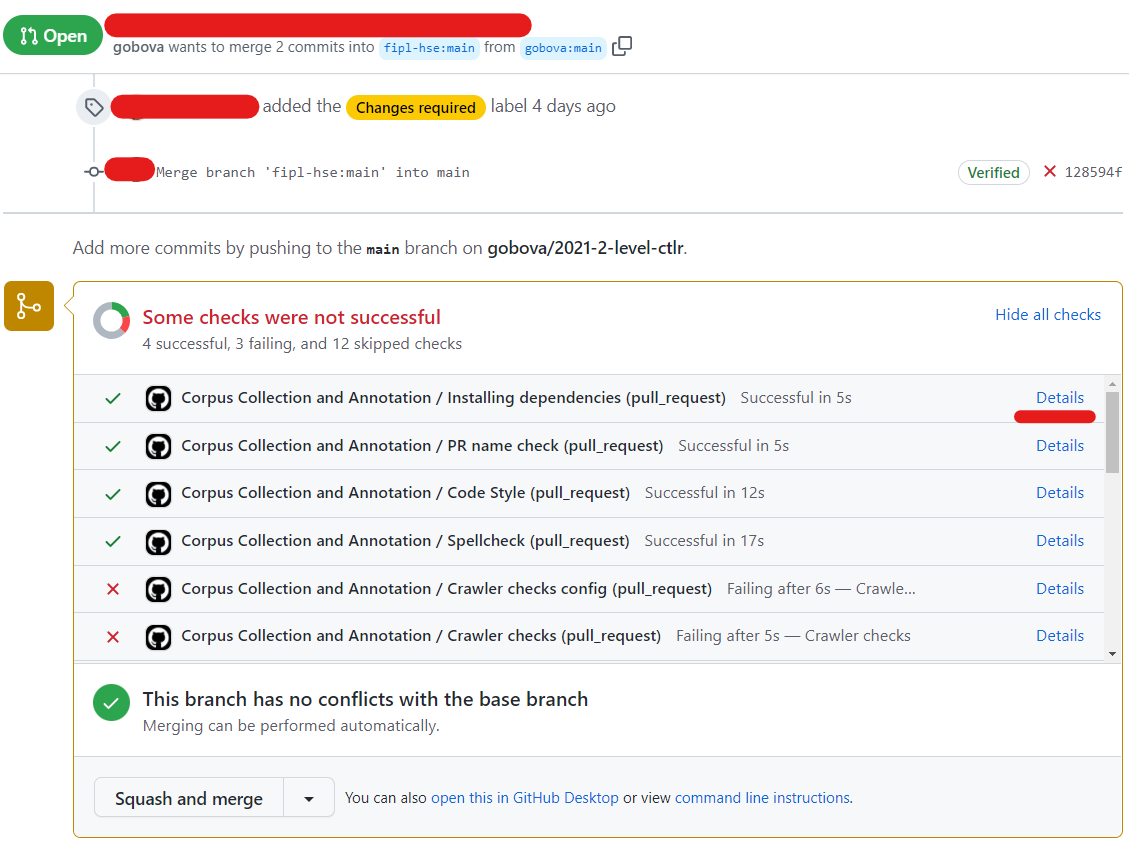 Open
gobova wants to merge 2 commits into fipl-hse:main from gobova:main
added the Changes required label 4 days ago
Merge branch 'fipl-hse:main' into main Verified 128594f
Add more commits by pushing to the main branch on gobova/2021-2-level-ctlr.
Some checks were not successful Hide all checks
4 successful, 3 failing, and 12 skipped checks
Corpus Collection and Annotation / Installing dependencies (pull_request) Successful in 5s Details
Corpus Collection and Annotation / PR name check (pull_request) Successful in 5s Details
Corpus Collection and Annotation / Code Style (pull_request) Successful in 12s Details
Corpus Collection and Annotation / Spellcheck (pull_request) Successful in 17s Details
Corpus Collection and Annotation / Crawler checks config (pull_request) Failing after 6s — Crawle... Details
Corpus Collection and Annotation / Crawler checks (pull_request) Failing after 5s — Crawler checks Details
This branch has no conflicts with the base branch
Merging can be performed automatically.
Squash and merge You can also open this in GitHub Desktop or view command line instructions.